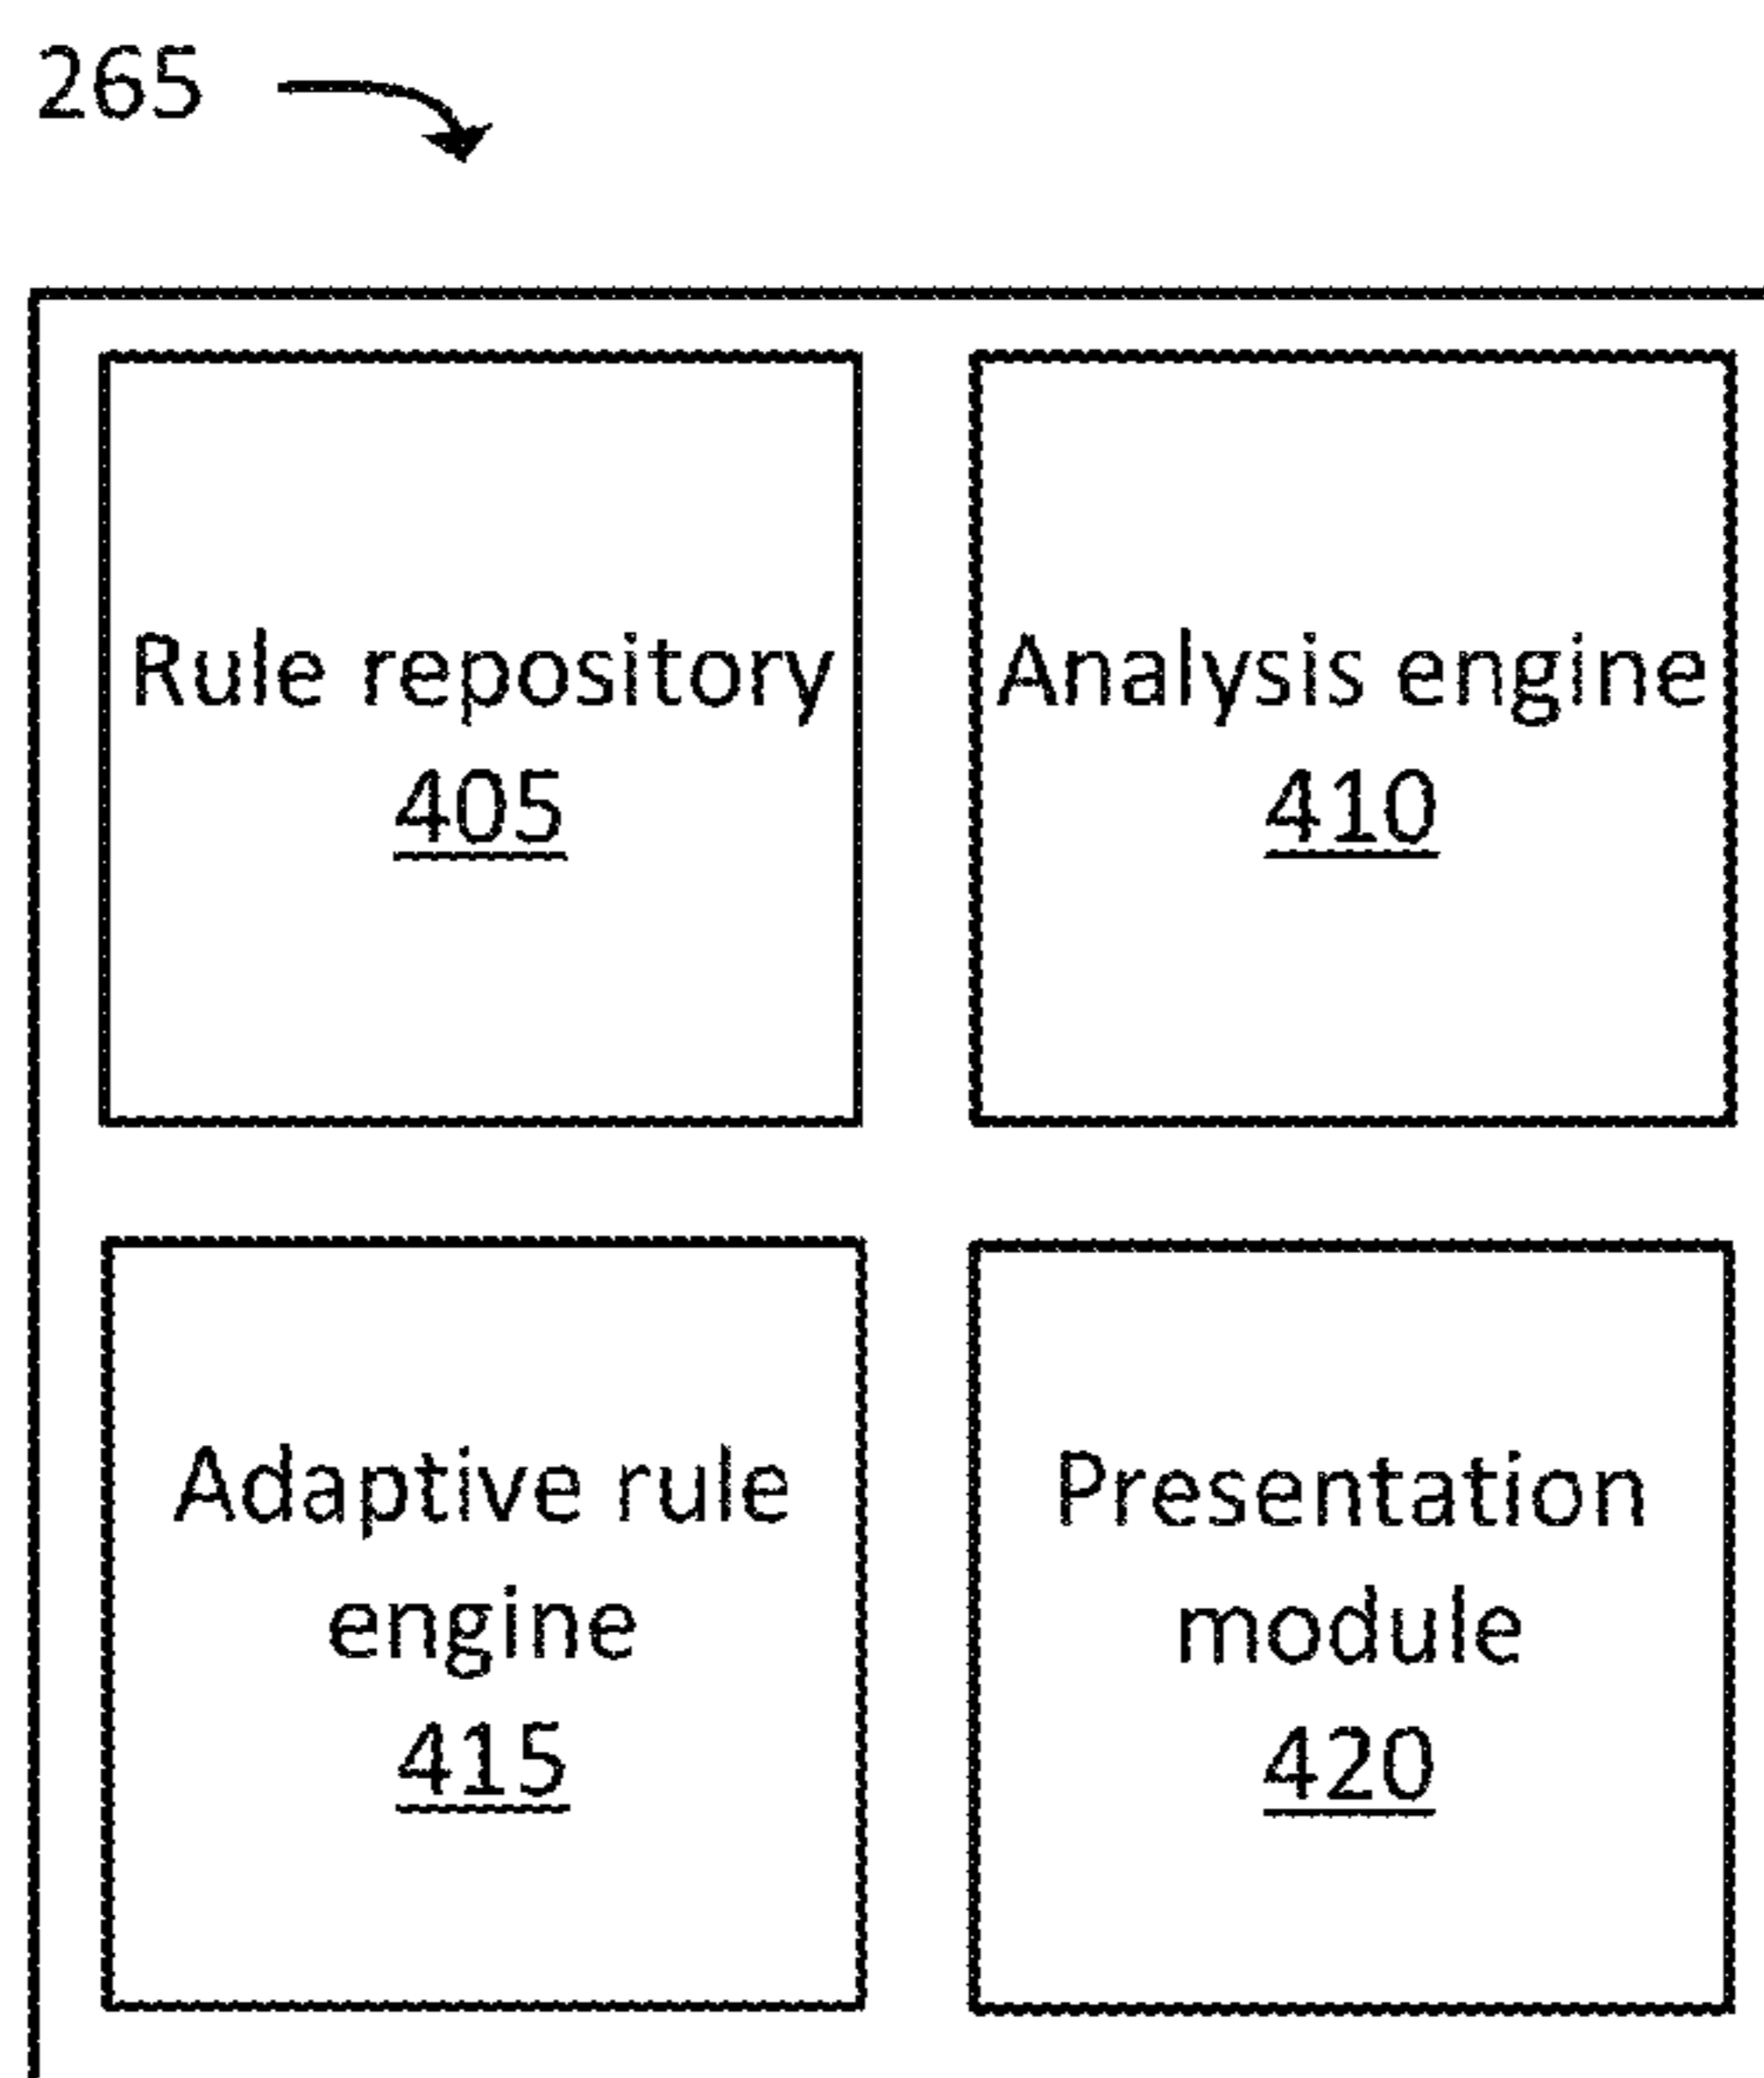 265
Rule repository
405
Analysis engine
410
Adaptive rule
engine
415
Presentation
module
420